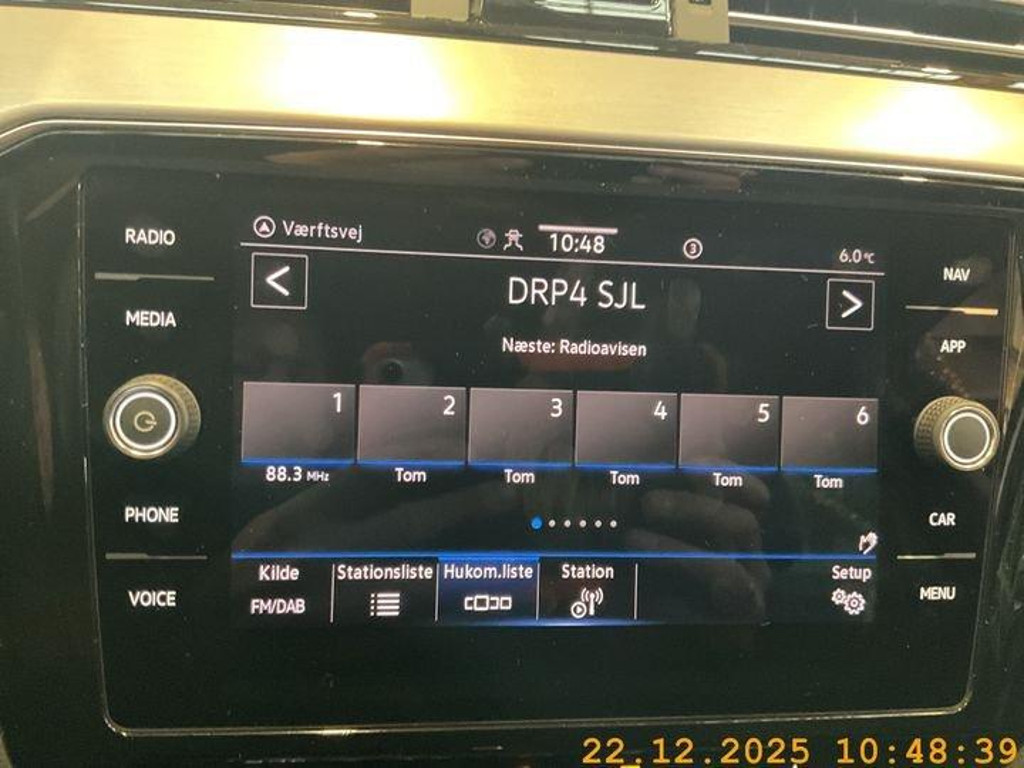 RADIO
MEDIA
PHONE
VOICE
Værftsvej
10:48
3
6.0°C
<
DRP4 SJL
>
Næste: Radioavisen
1 2 3 4 5 6
88.3 MHz Tom Tom Tom Tom Tom
Kilde Stationsliste Hukom.liste Station Setup
FM/DAB
NAV
APP
CAR
MENU
22.12.2025 10:48:39